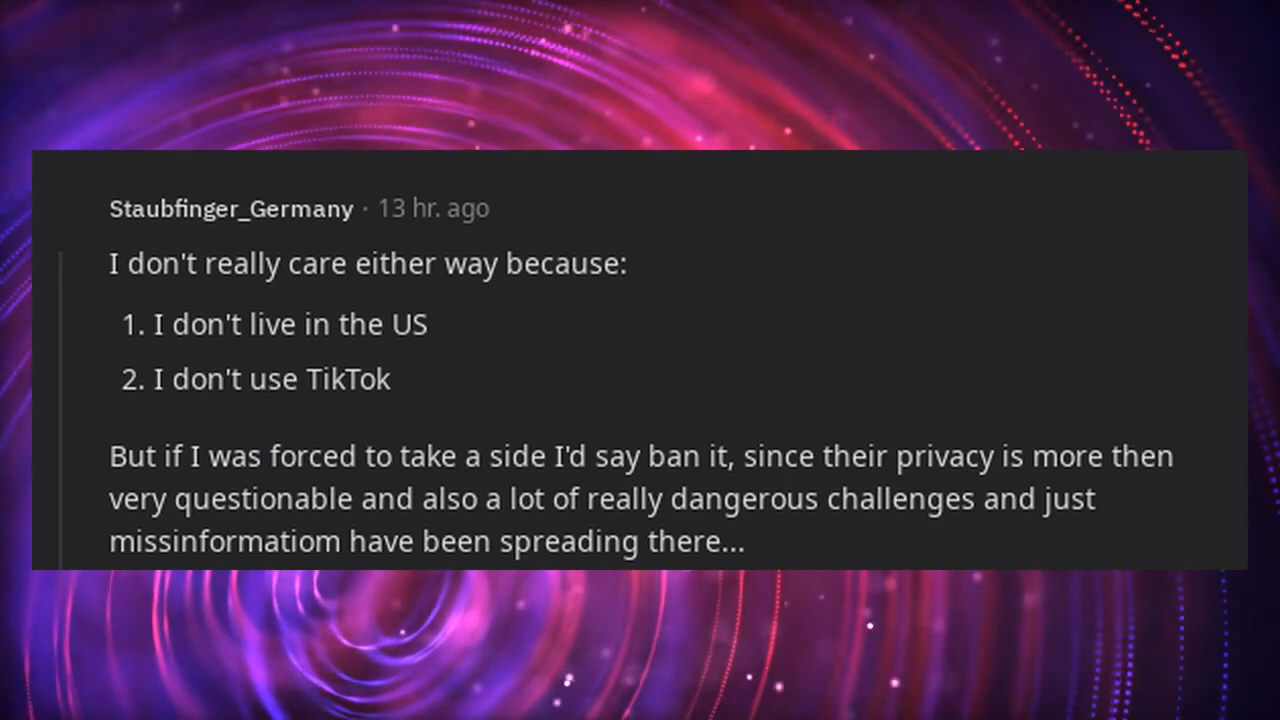 Staubfinger_Germany · 13 hr. ago
I don't really care either way because:
1. I don't live in the US
2. I don't use TikTok
But if I was forced to take a side I'd say ban it, since their privacy is more then
very questionable and also a lot of really dangerous challenges and just
missinformatiom have been spreading there...